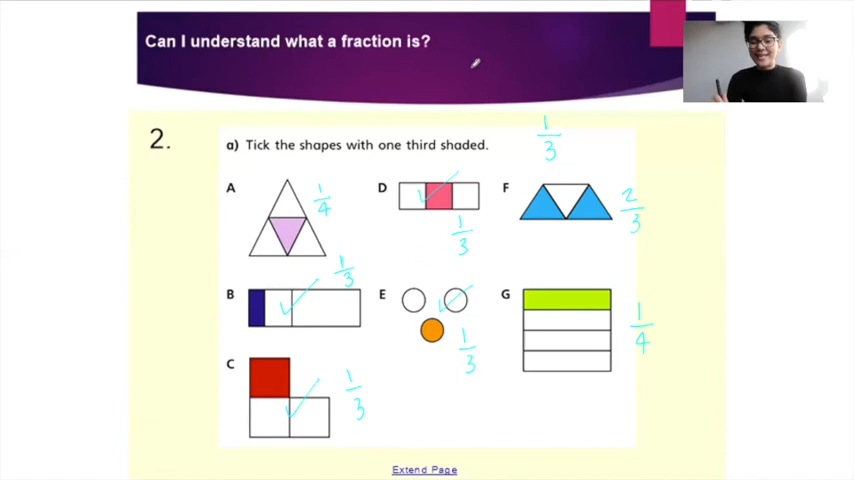 Can I understand what a fraction is?
2.
a) Tick the shapes with one third shaded.
1/3
A
1/4
D
1/3
F
2/3
B
1/3
E
1/3
G
1/4
C
1/3
Extend Page